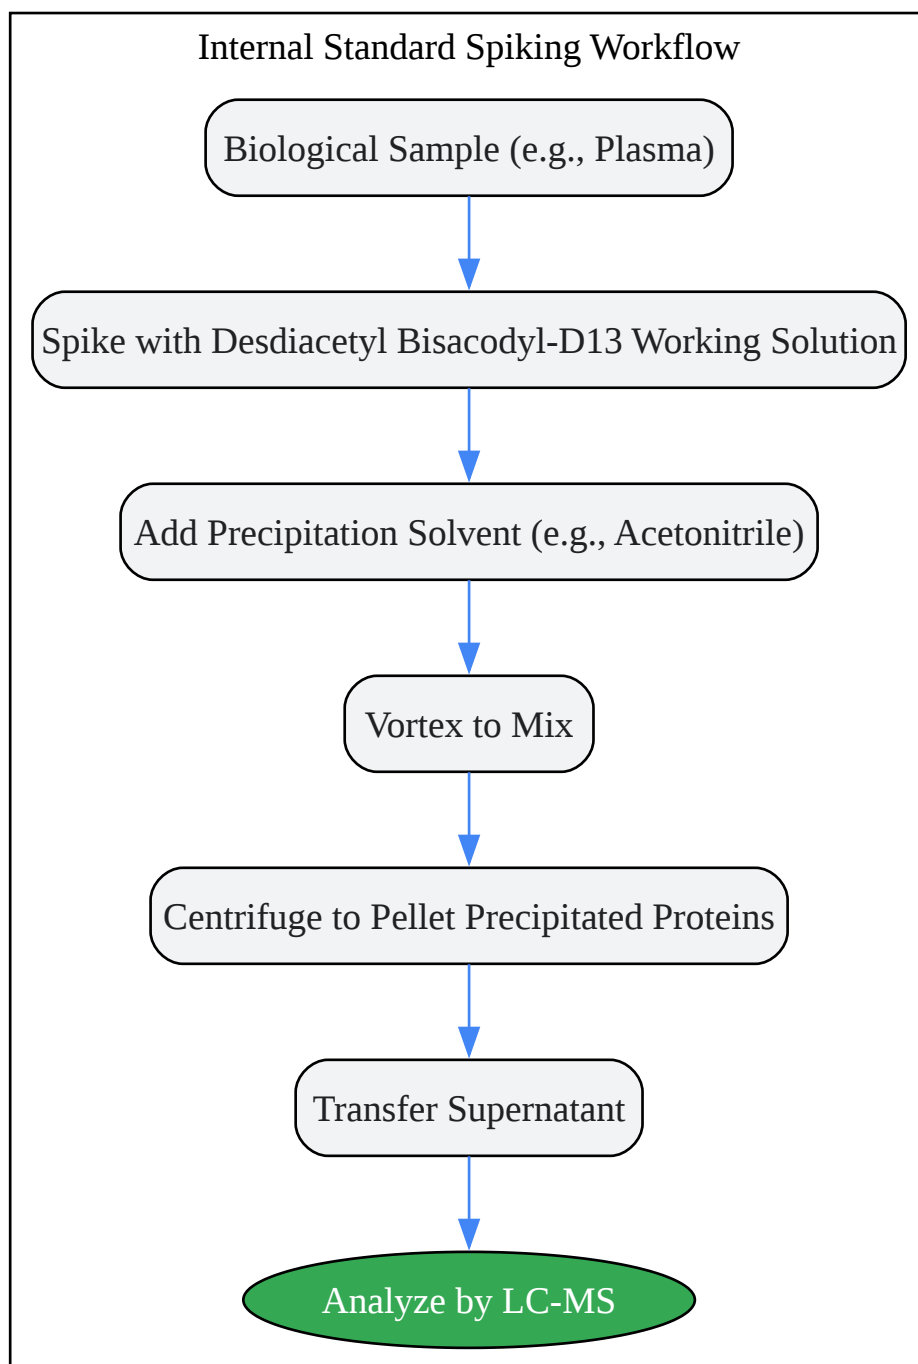 Internal Standard Spiking Workflow
Biological Sample (e.g., Plasma)
Spike with Desdiacetyl Bisacodyl-D13 Working Solution
Add Precipitation Solvent (e.g., Acetonitrile)
Vortex to Mix
Centrifuge to Pellet Precipitated Proteins
Transfer Supernatant
Analyze by LC-MS